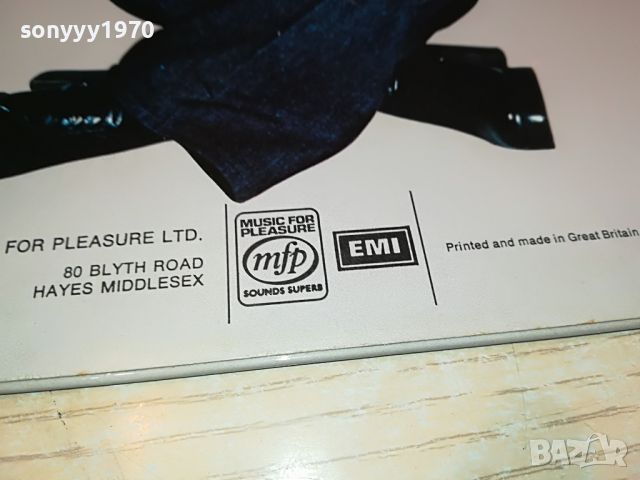 sonyyy1970
FOR PLEASURE LTD.
80 BLYTH ROAD
HAYES MIDDLESEX
MUSIC FOR
PLEASURE
mfp
SOUNDS SUPERB
EMI
Printed and made in Great Britain
BAZAR